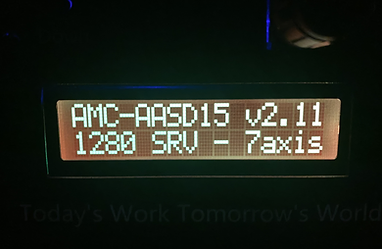 AMC-AASD15 v2.11
1280 SRV - 7axis
Today's Work Tomorrow's World